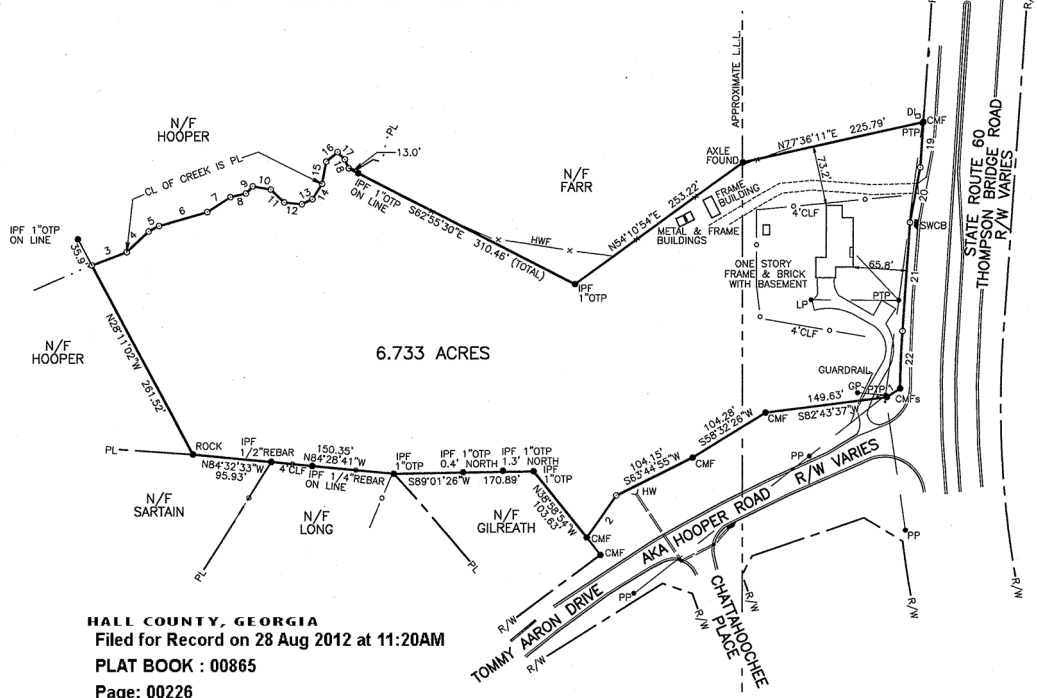 R/W
R/W
N/F
HOOPER
CL OF CREEK IS PL
PL
13.0'
16
17
18
15
14
13
12
11
10
9
8
7
6
5
4
3
IPF 1"OTP
ON LINE
35.9'
IPF 1"OTP
ON LINE
S62°55'30"E
310.46' (TOTAL)
HWF
N/F
FARR
IPF
1"OTP
N54°10'54"E
253.22'
AXLE
FOUND
APPROXIMATE L.L.L.
N77°36'11"E
225.79'
73.2'
DI
CMF
PTP
19
20
21
22
SWCB
STATE ROUTE 60
THOMPSON BRIDGE ROAD
R/W VARIES
FRAME
BUILDING
METAL & FRAME
BUILDINGS
4'CLF
ONE STORY
FRAME & BRICK
WITH BASEMENT
65.8'
LP
PTP
4'CLF
N/F
HOOPER
N28°11'02"W
261.52'
6.733 ACRES
GUARDRAIL
GP
PTP
1
CMFs
149.63'
S82°43'37"W
CMF
104.28'
S58°32'26"W
CMF
104.15'
S63°44'55"W
HW
2
PL
ROCK
IPF
1/2"REBAR
N84°32'33"W
95.93'
4'CLF
150.35'
N84°28'41"W
IPF 1/4"REBAR
ON LINE
IPF
1"OTP
IPF 1"OTP
0.4' NORTH
IPF 1"OTP
1.3' NORTH
S89°01'26"W
170.89'
IPF
1"OTP
N38°58'54"W
103.63'
CMF
CMF
N/F
SARTAIN
N/F
LONG
N/F
GILREATH
PL
PL
PP
PP
PP
TOMMY AARON DRIVE AKA HOOPER ROAD R/W VARIES
CHATTAHOOCHEE
PLACE
R/W
R/W
R/W
R/W
R/W
R/W
HALL COUNTY, GEORGIA
Filed for Record on 28 Aug 2012 at 11:20AM
PLAT BOOK : 00865
Page: 00226